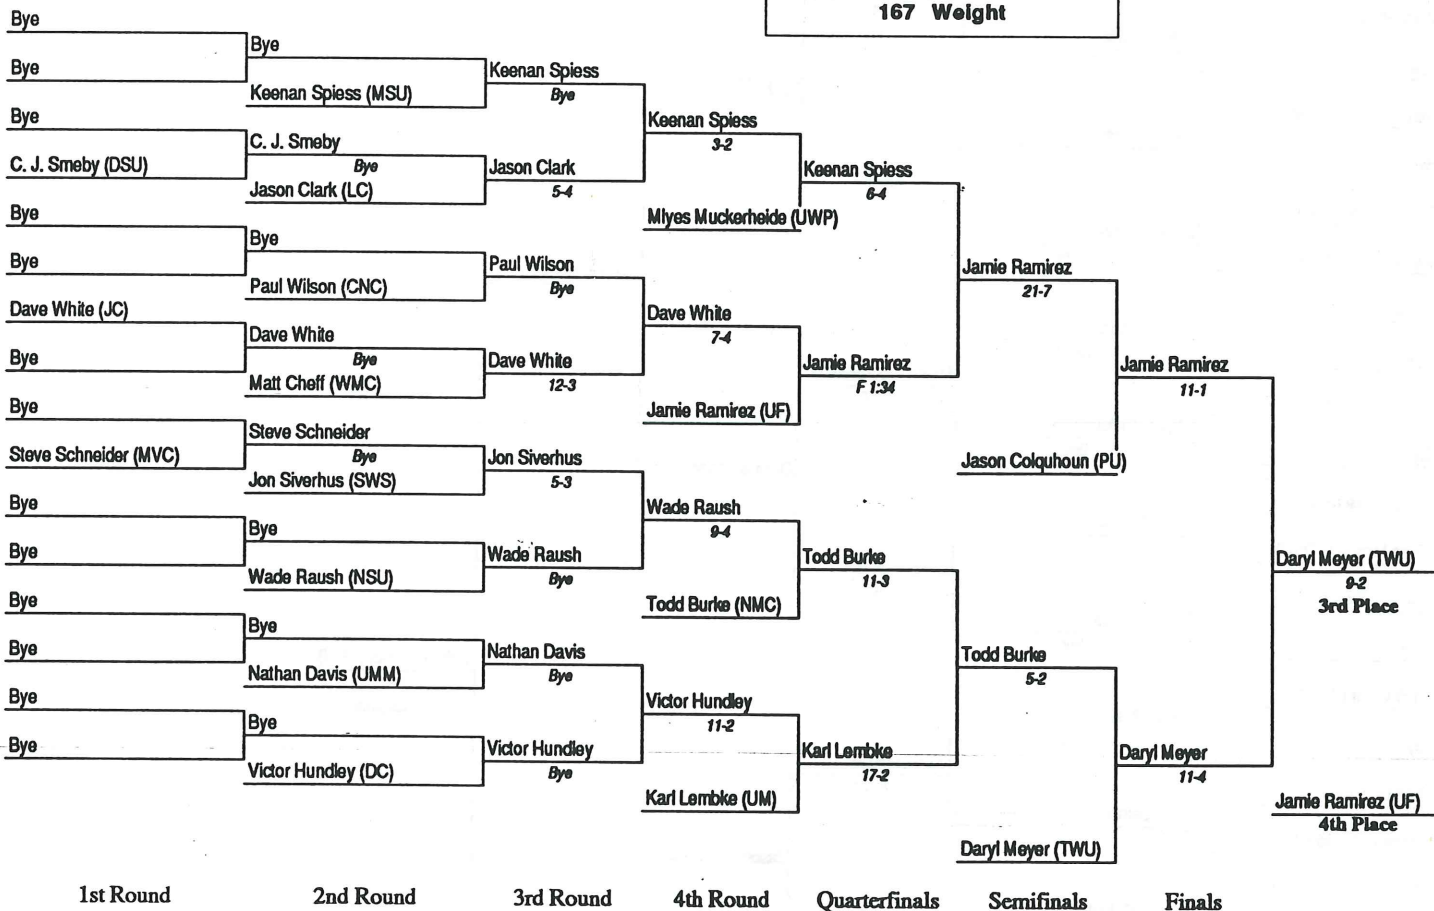 167 Weight
Bye
Bye
Bye
C. J. Smeby (DSU)
Bye
Bye
Dave White (JC)
Bye
Bye
Steve Schneider (MVC)
Bye
Bye
Bye
Bye
Bye
Bye
1st Round
Bye
Keenan Spiess (MSU)
C. J. Smeby
Bye
Jason Clark (LC)
Bye
Paul Wilson (CNC)
Dave White
Bye
Matt Cheff (WMC)
Steve Schneider
Bye
Jon Siverhus (SWS)
Bye
Wade Raush (NSU)
Bye
Nathan Davis (UMM)
Bye
Victor Hundley (DC)
2nd Round
Keenan Spiess
Bye
Jason Clark
5-4
Paul Wilson
Bye
Dave White
12-3
Jon Siverhus
5-3
Wade Raush
Bye
Nathan Davis
Bye
Victor Hundley
Bye
3rd Round
Keenan Spiess
3-2
Mlyes Muckerheide (UWP)
Dave White
7-4
Jamie Ramirez (UF)
Wade Raush
9-4
Todd Burke (NMC)
Victor Hundley
11-2
Karl Lembke (UM)
4th Round
Keenan Spiess
6-4
Jamie Ramirez
F 1:34
Todd Burke
11-3
Karl Lembke
17-2
Quarterfinals
Jamie Ramirez
21-7
Jason Colquhoun (PU)
Todd Burke
5-2
Daryl Meyer (TWU)
Semifinals
Jamie Ramirez
11-1
Daryl Meyer
11-4
Finals
Daryl Meyer (TWU)
9-2
3rd Place
Jamie Ramirez (UF)
4th Place